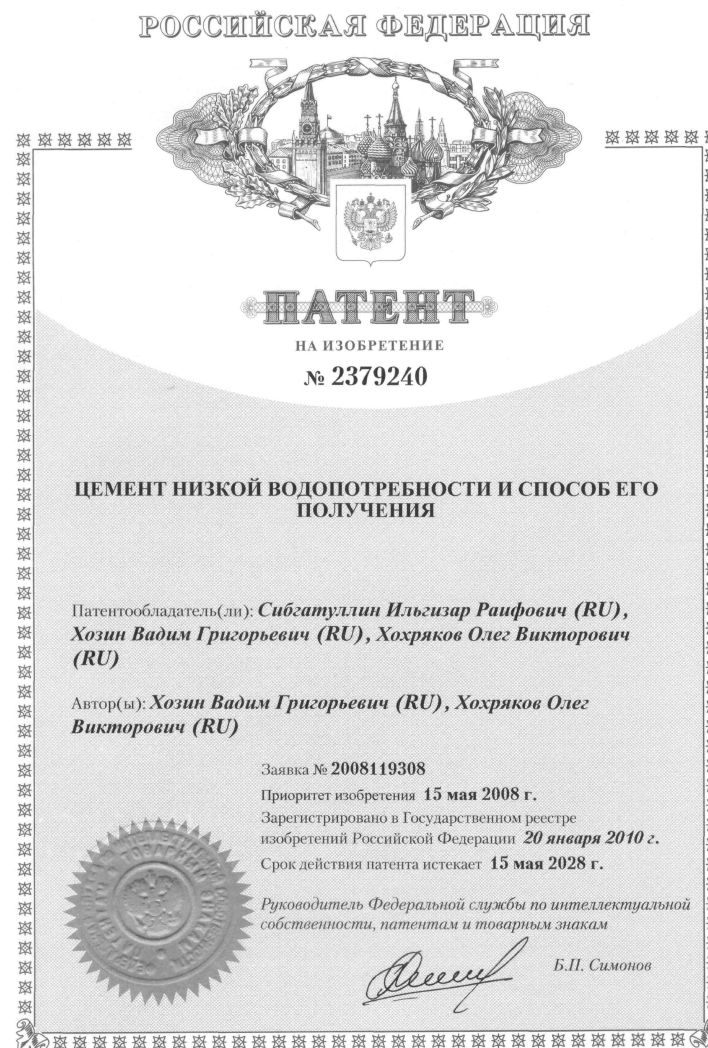 РОССИЙСКАЯ ФЕДЕРАЦИЯ
ПАТЕНТ
НА ИЗОБРЕТЕНИЕ
№ 2379240
ЦЕМЕНТ НИЗКОЙ ВОДОПОТРЕБНОСТИ И СПОСОБ ЕГО
ПОЛУЧЕНИЯ
Патентообладатель(ли): Сибгатуллин Ильгизар Раифович (RU),
Хозин Вадим Григорьевич (RU), Хохряков Олег Викторович
(RU)
Автор(ы): Хозин Вадим Григорьевич (RU), Хохряков Олег
Викторович (RU)
Заявка № 2008119308
Приоритет изобретения 15 мая 2008 г.
Зарегистрировано в Государственном реестре
изобретений Российской Федерации 20 января 2010 г.
Срок действия патента истекает 15 мая 2028 г.
Руководитель Федеральной службы по интеллектуальной
собственности, патентам и товарным знакам
Б.П. Симонов